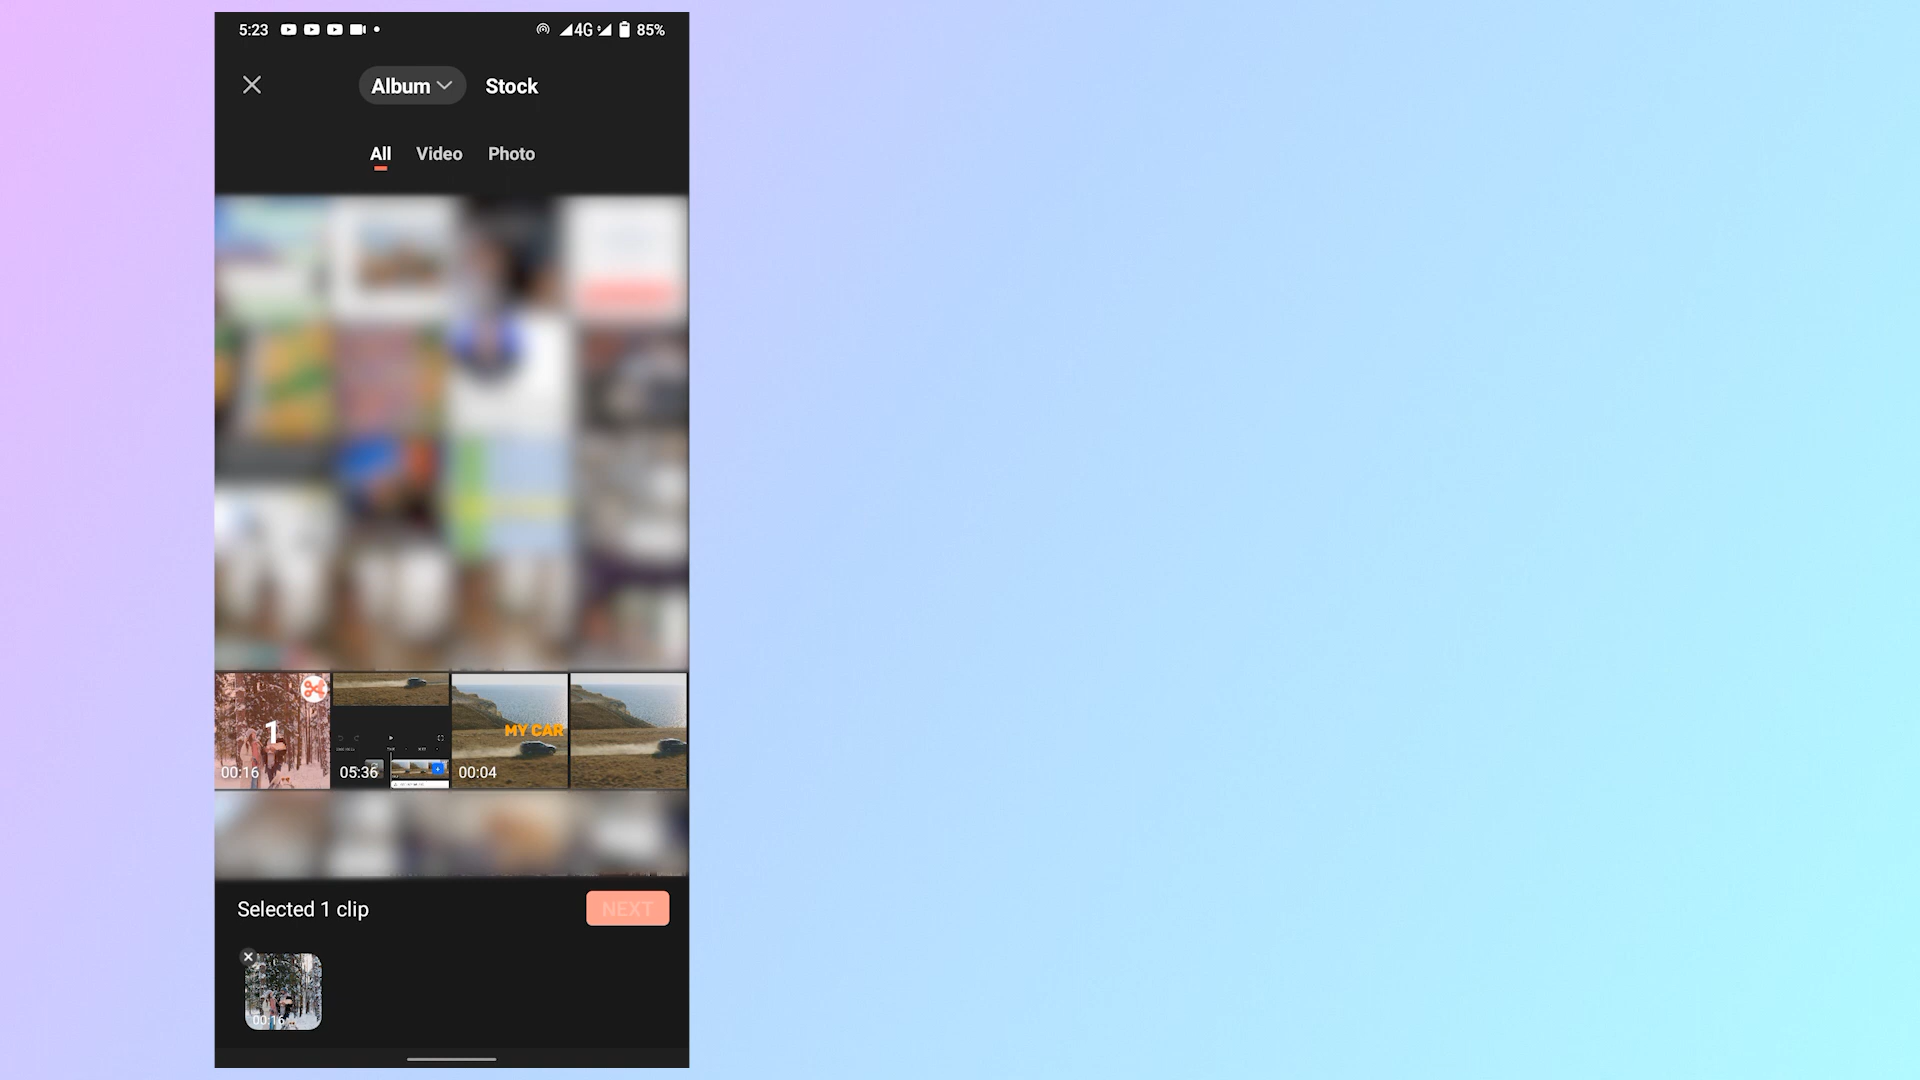 5:23 4G 85%
Album Stock
All Video Photo
1
MY CAR
00:16 05:36 00:04
Selected 1 clip NEXT
00:16